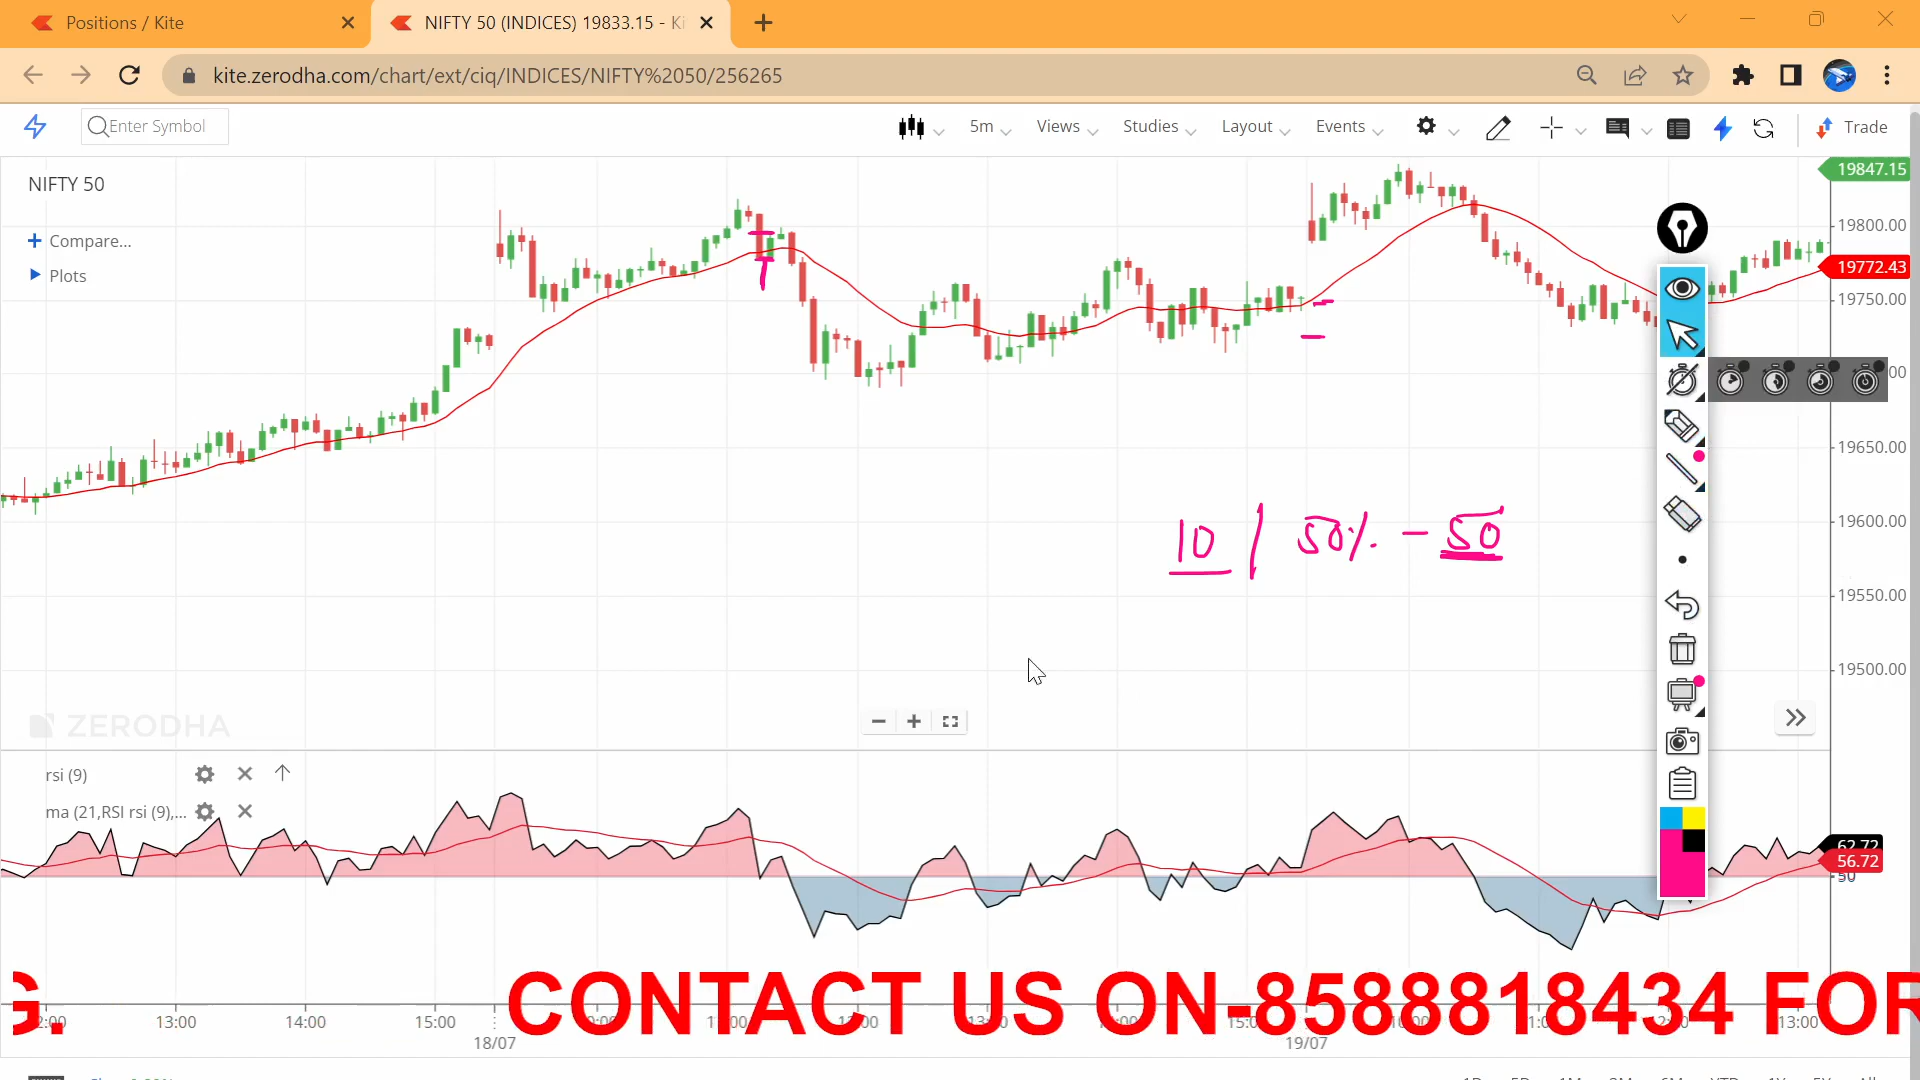 Positions / Kite
NIFTY 50 (INDICES) 19833.15 - Ki
kite.zerodha.com/chart/ext/ciq/INDICES/NIFTY%2050/256265
Enter Symbol
5m Views Studies Layout Events Trade
NIFTY 50
Compare...
Plots
19847.15
19800.00
19772.43
19750.00
00
19650.00
19600.00
19550.00
19500.00
10 / 50% - 50
ZERODHA
rsi (9)
ma (21,RSI rsi (9),...
62.72
56.72
50
G. CONTACT US ON-8588818434 FOR
13:00 14:00 15:00 13:00
18/07 19/07